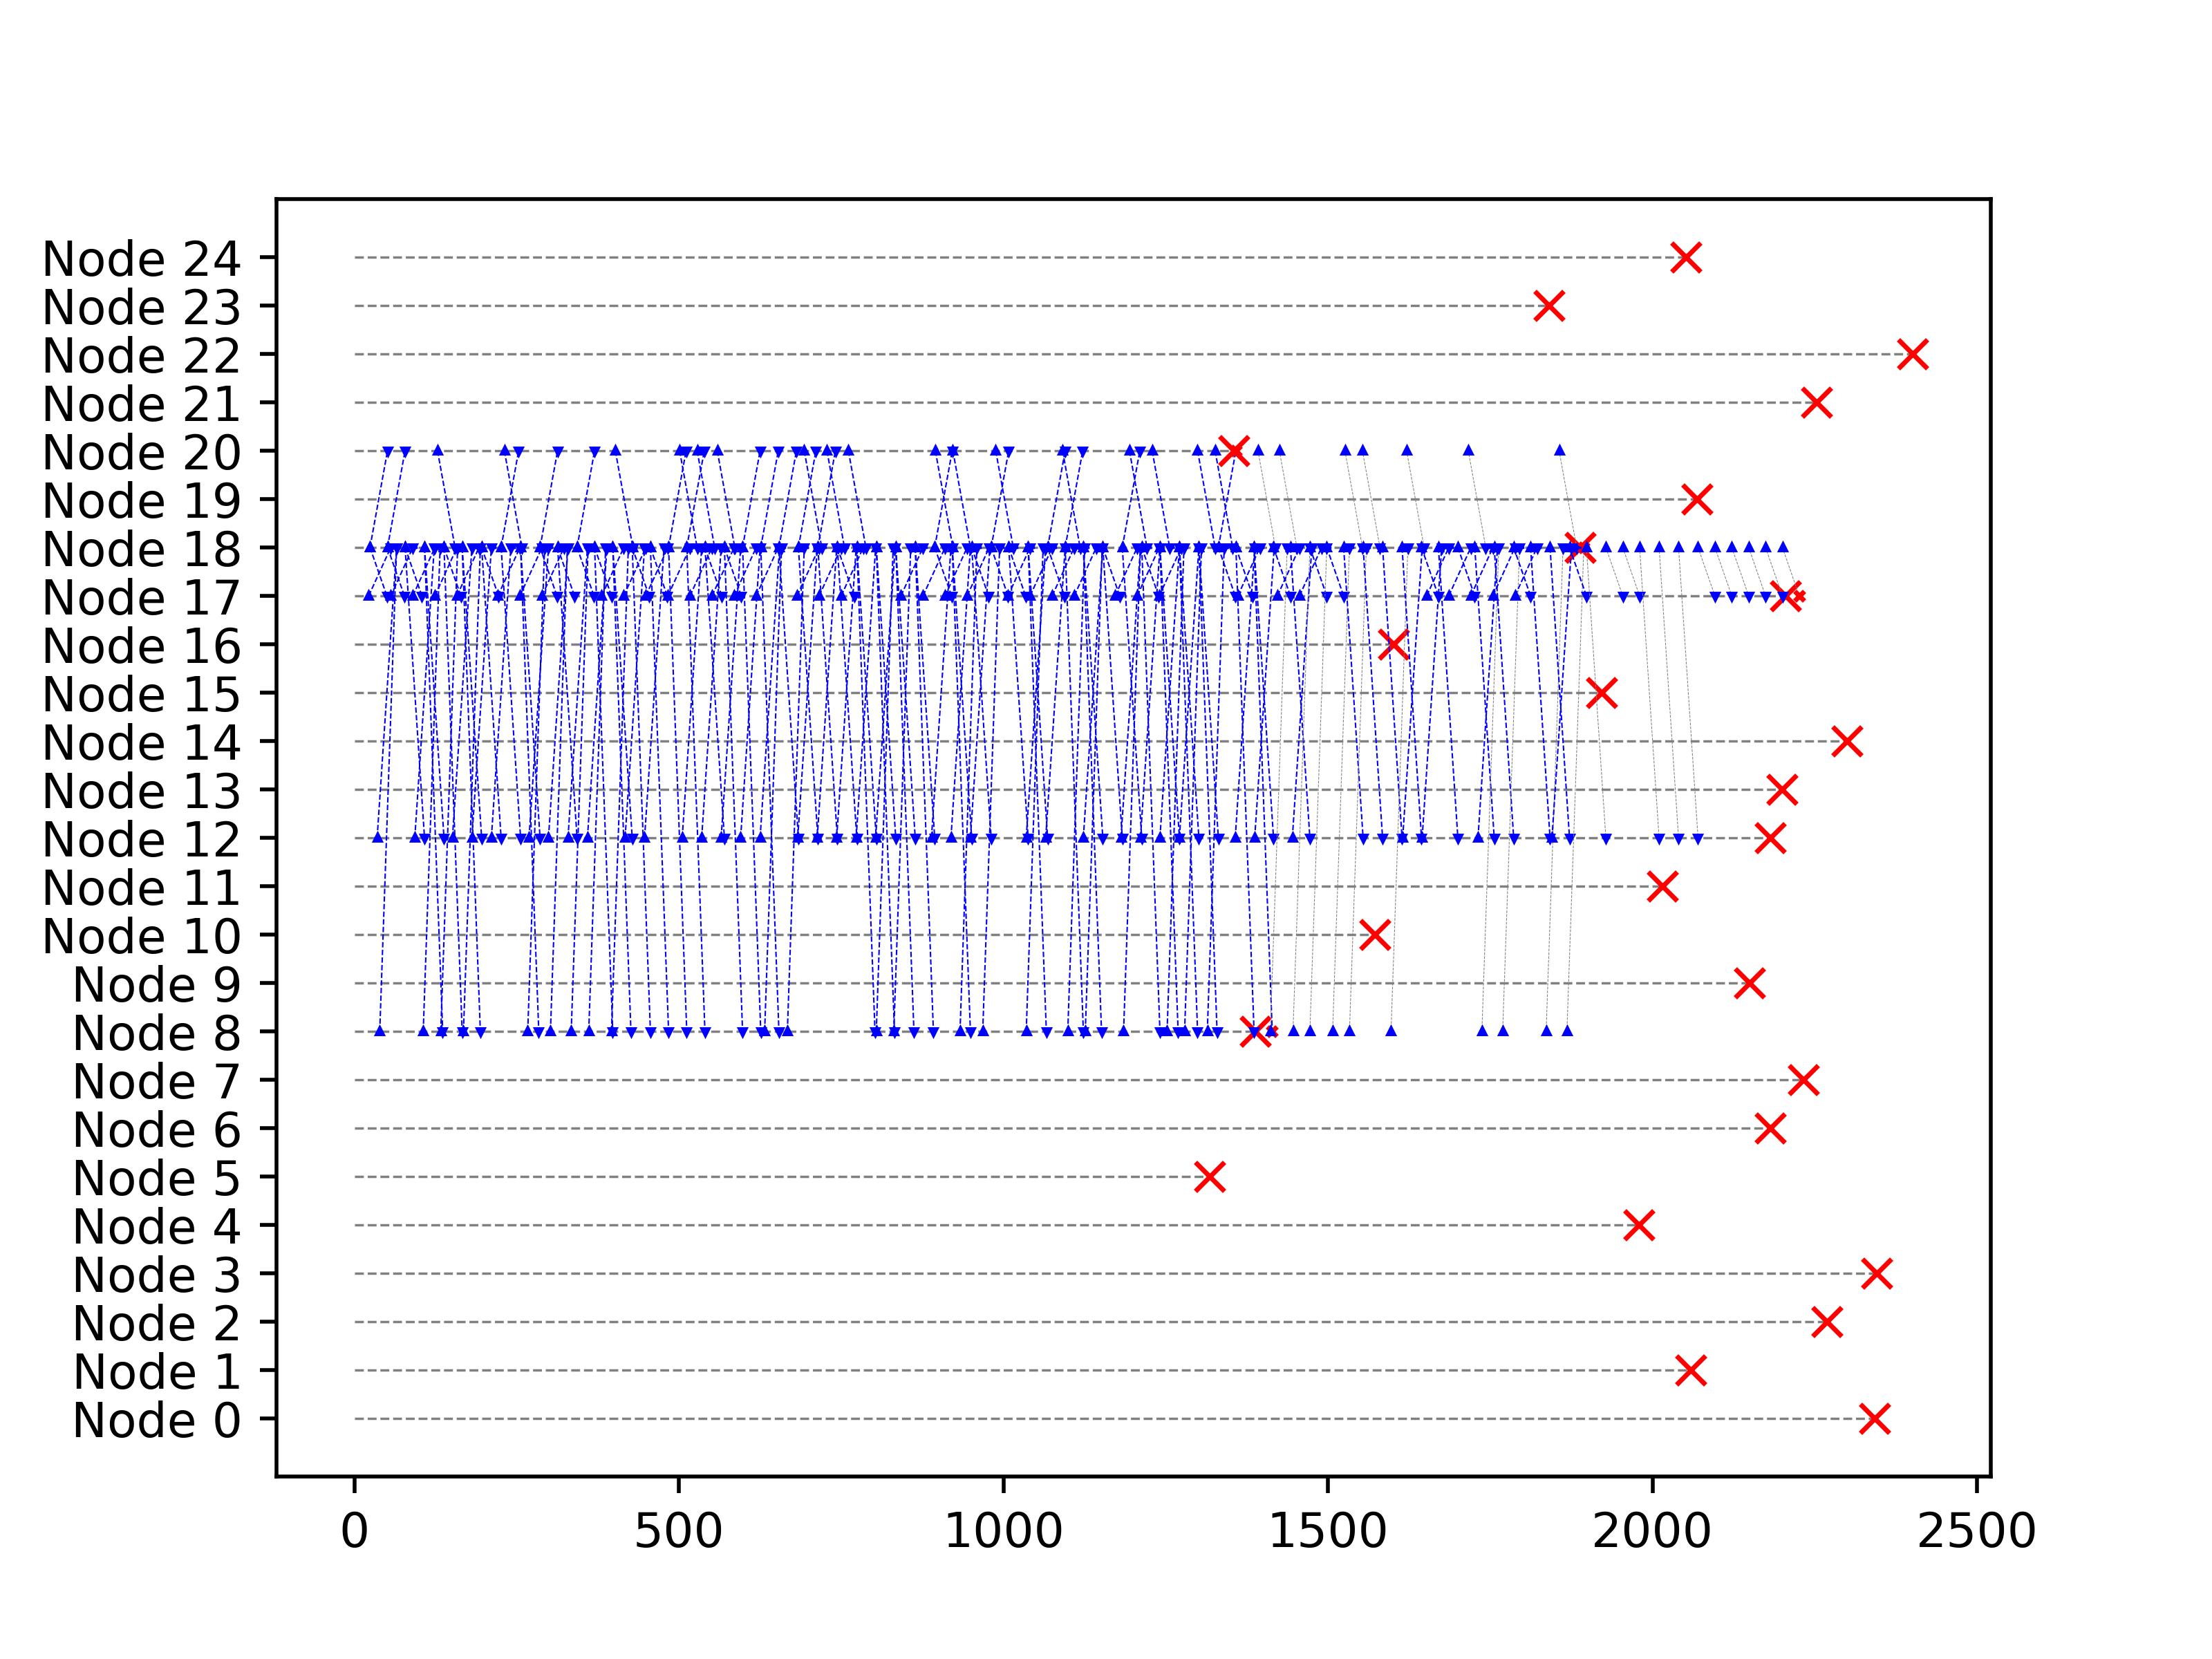 Node 24
Node 23
Node 22
Node 21
Node 20
Node 19
Node 18
Node 17
Node 16
Node 15
Node 14
Node 13
Node 12
Node 11
Node 10
Node 9
Node 8
Node 7
Node 6
Node 5
Node 4
Node 3
Node 2
Node 1
Node 0
0 500 1000 1500 2000 2500